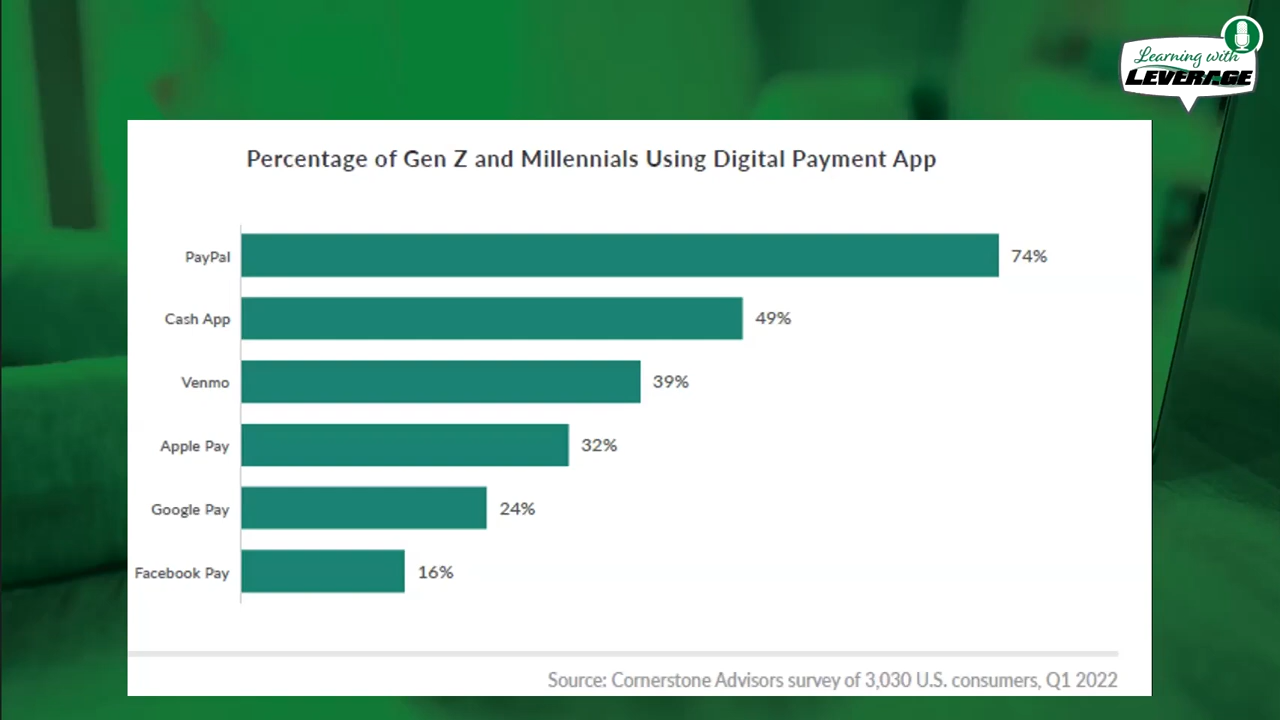 Learning with
LEVERAGE
Percentage of Gen Z and Millennials Using Digital Payment App
PayPal 74%
Cash App 49%
Venmo 39%
Apple Pay 32%
Google Pay 24%
Facebook Pay 16%
Source: Cornerstone Advisors survey of 3,030 U.S. consumers, Q1 2022